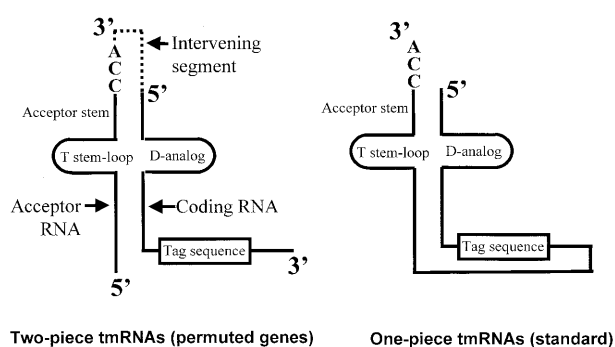 3’
A
C
C
Intervening
segment
5’
Acceptor stem
T stem-loop
D-analog
Acceptor
RNA
Coding RNA
Tag sequence
5’
3’
Two-piece tmRNAs (permuted genes)
3’
A
C
C
5’
Acceptor stem
T stem-loop
D-analog
Tag sequence
One-piece tmRNAs (standard)